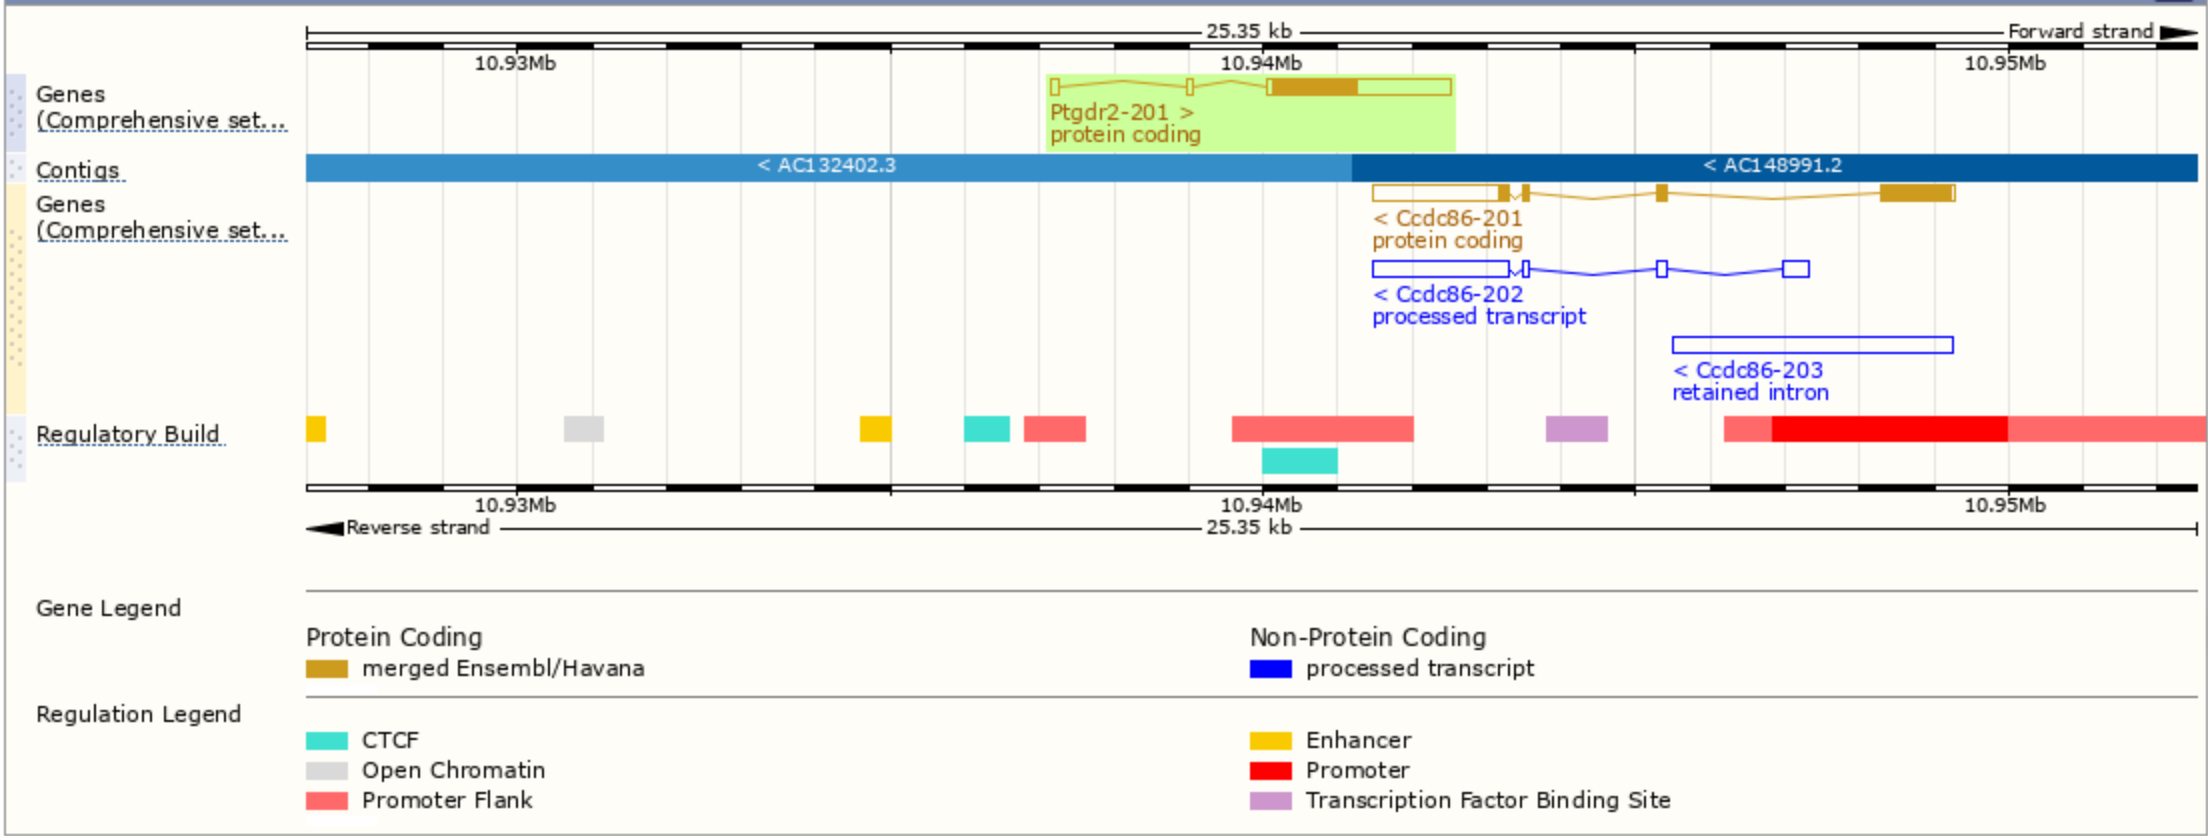 25.35 kb
Forward strand
10.93Mb 10.94Mb 10.95Mb
Genes
(Comprehensive set...
Ptgdr2-201 >
protein coding
Contigs
< AC132402.3
< AC148991.2
Genes
(Comprehensive set...
< Ccdc86-201
protein coding
< Ccdc86-202
processed transcript
< Ccdc86-203
retained intron
Regulatory Build
10.93Mb 10.94Mb 10.95Mb
Reverse strand
25.35 kb
Gene Legend
Protein Coding
merged Ensembl/Havana
Non-Protein Coding
processed transcript
Regulation Legend
CTCF
Open Chromatin
Promoter Flank
Enhancer
Promoter
Transcription Factor Binding Site